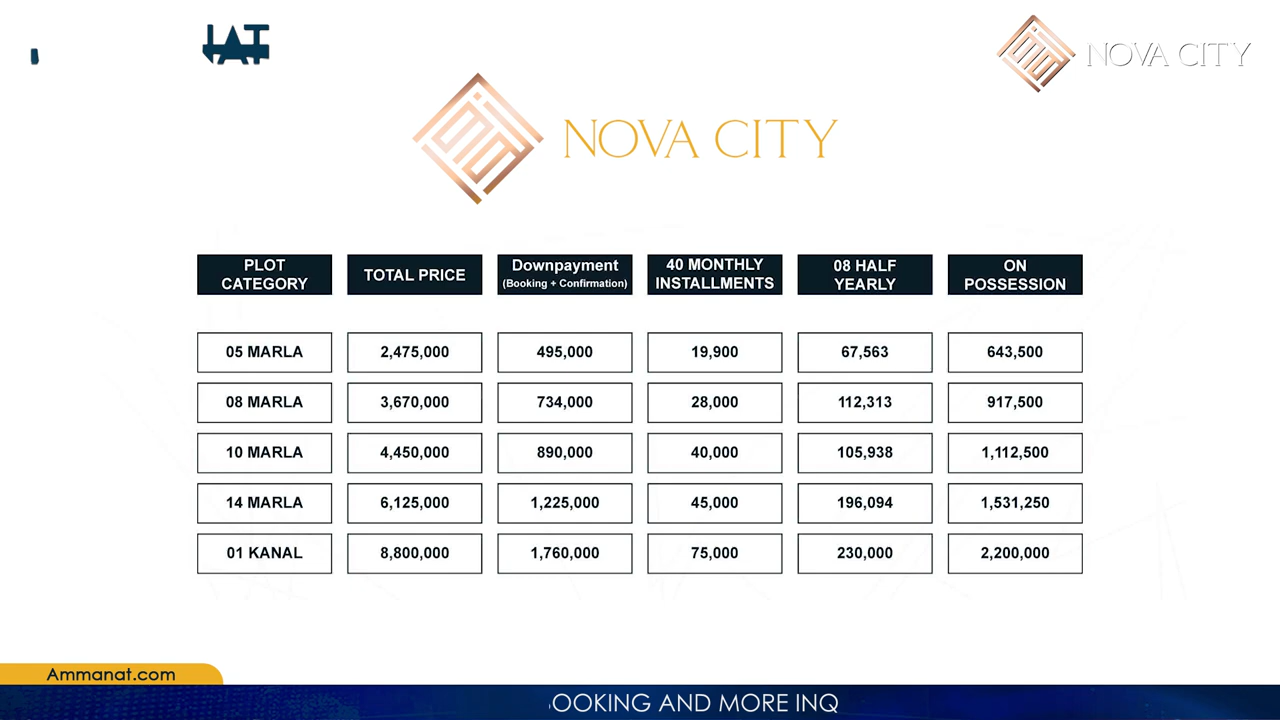 NOVA CITY
NOVA CITY
PLOT CATEGORY TOTAL PRICE Downpayment (Booking + Confirmation) 40 MONTHLY INSTALLMENTS 08 HALF YEARLY ON POSSESSION
05 MARLA 2,475,000 495,000 19,900 67,563 643,500
08 MARLA 3,670,000 734,000 28,000 112,313 917,500
10 MARLA 4,450,000 890,000 40,000 105,938 1,112,500
14 MARLA 6,125,000 1,225,000 45,000 196,094 1,531,250
01 KANAL 8,800,000 1,760,000 75,000 230,000 2,200,000
Ammanat.com
OOKING AND MORE INQ